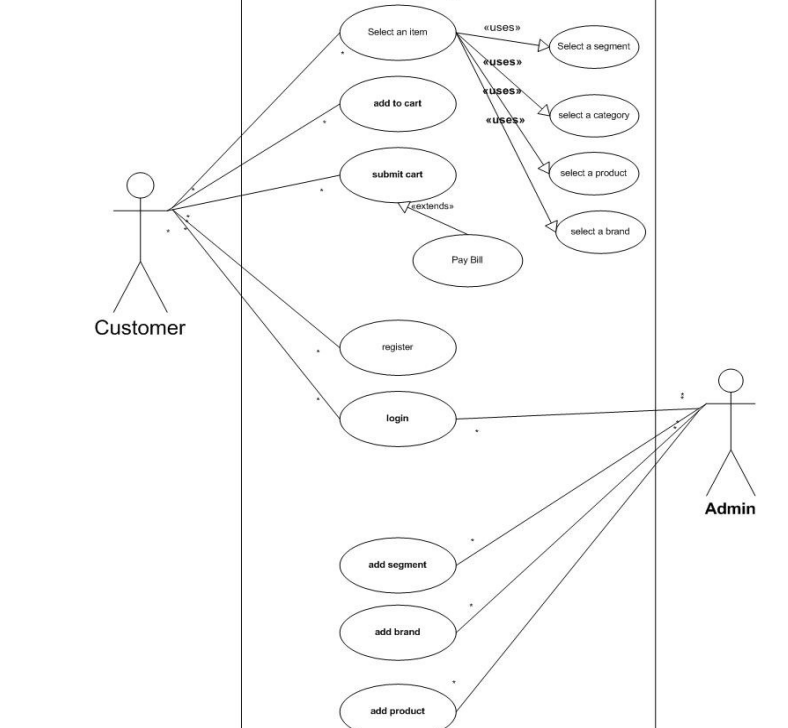 Select an item
«uses»
Select a segment
«uses»
«uses»
add to cart
select a category
«uses»
submit cart
select a product
«extends»
select a brand
Pay Bill
Customer
register
login
Admin
add segment
add brand
add product